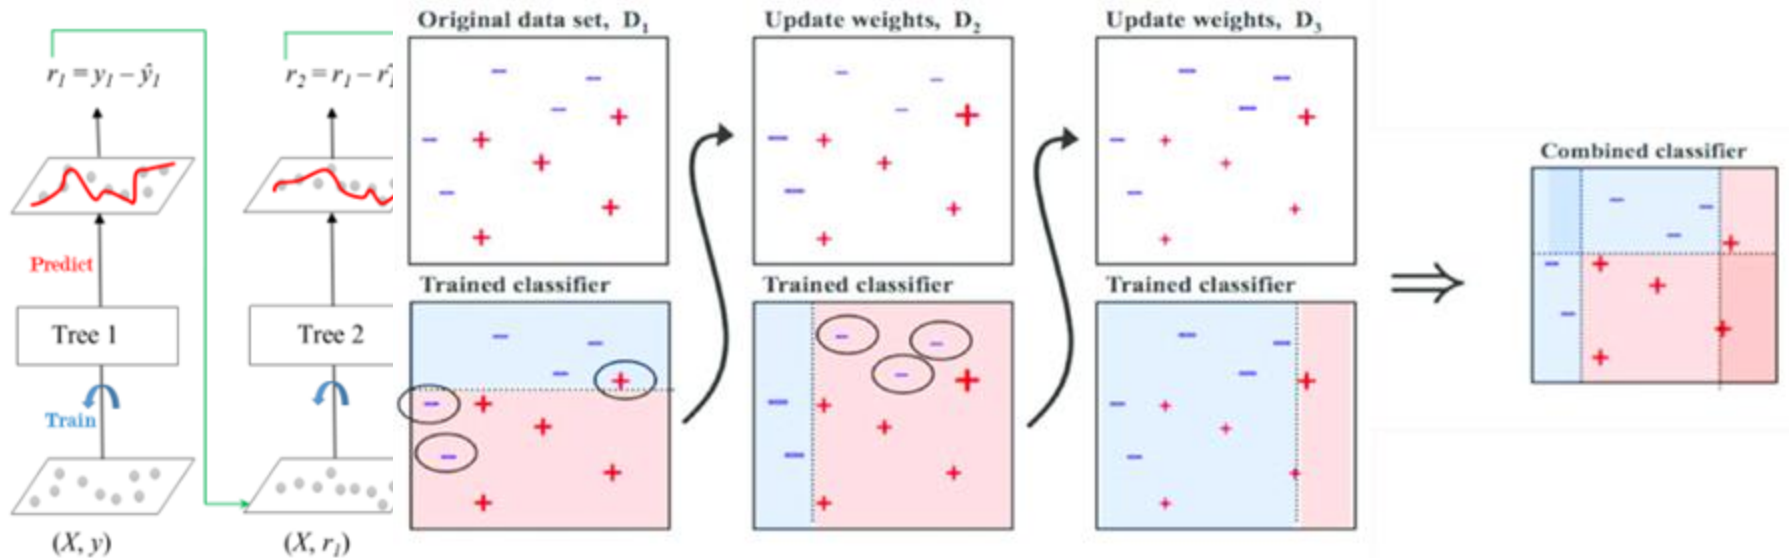 r₁ = y₁ − ŷ₁
Predict
Tree 1
Train
(X, y)
r₂ = r₁ − r̂
Tree 2
(X, r₁)
Original data set, D₁
Update weights, D₂
Update weights, D₃
Trained classifier
Trained classifier
Trained classifier
Combined classifier